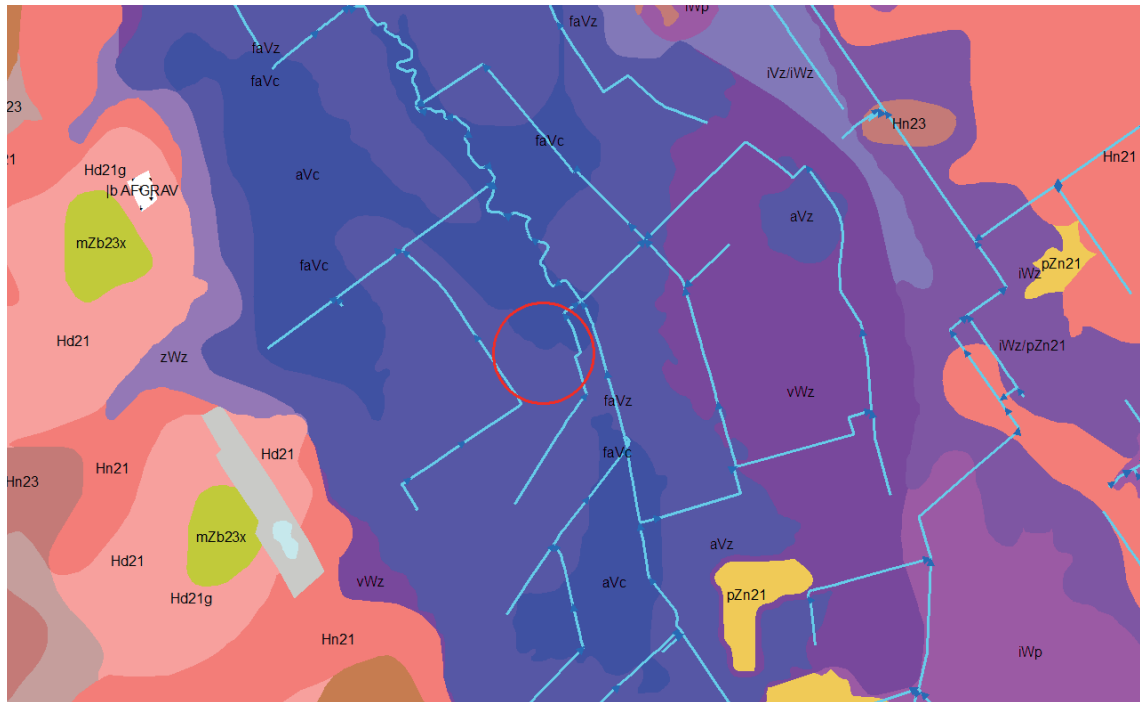 iWp
faVz
faVz
faVc
iVz/iWz
23
Hn23
faVc
21
Hd21g
|b AFGRAV
aVc
Hn21
aVz
mZb23x
faVc
pZn21
iWz
Hd21
iWz/pZn21
zWz
vWz
faVz
faVc
Hd21
Hn21
Hn23
mZb23x
aVz
Hd21
vWz
aVc
pZn21
Hd21g
Hn21
iWp